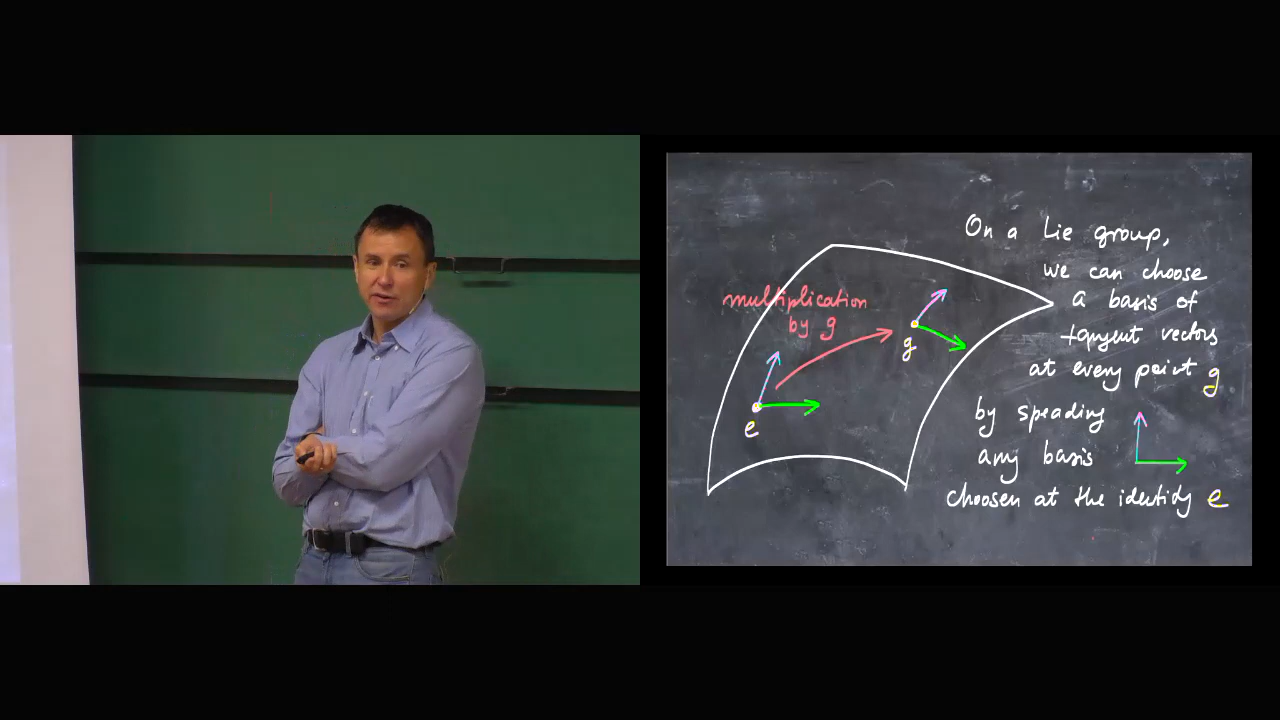 On a Lie group,
we can choose
a basis of
tangent vectors
at every point g
by speading
any basis
choosen at the identity e
multiplication
by g
g
e